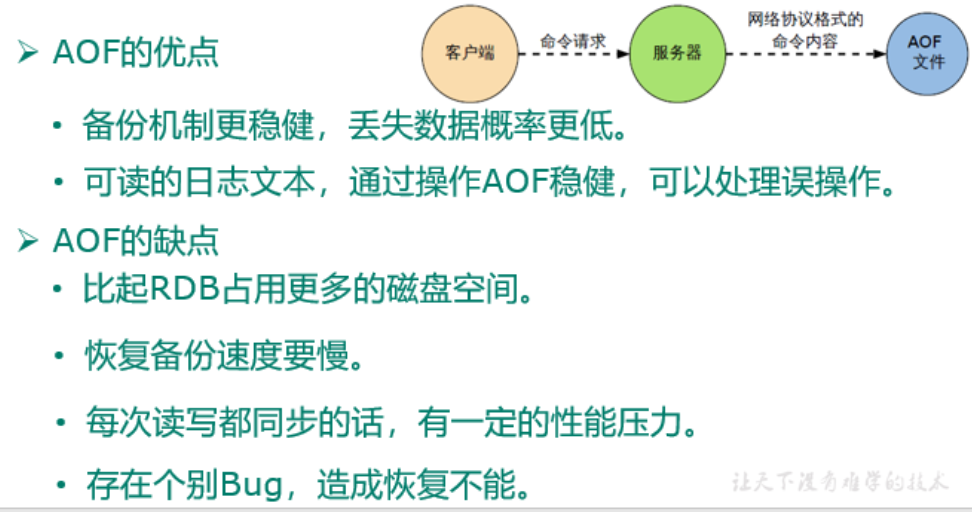 AOF的优点
客户端
命令请求
服务器
网络协议格式的
命令内容
AOF
文件
备份机制更稳健，丢失数据概率更低。
可读的日志文本，通过操作AOF稳健，可以处理误操作。
AOF的缺点
比起RDB占用更多的磁盘空间。
恢复备份速度要慢。
每次读写都同步的话，有一定的性能压力。
存在个别Bug，造成恢复不能。
让天下没有难学的技术